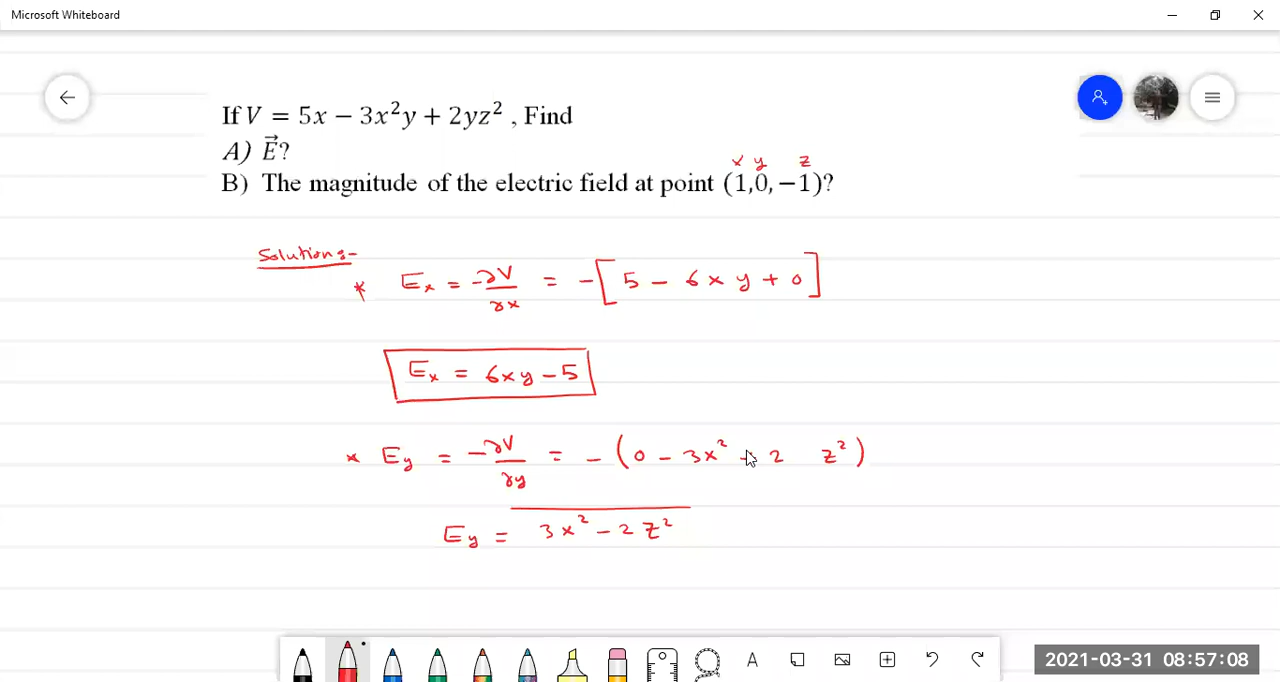 Microsoft Whiteboard
If V = 5x − 3x²y + 2yz² , Find
A) E⃗?
x y z
B) The magnitude of the electric field at point (1,0,−1)?
Solution:-
* Ex = -∂V/∂x = -[5 - 6xy + 0]
Ex = 6xy - 5
* Ey = -∂V/∂y = - (0 - 3x² + 2 z²)
Ey = 3x² - 2z²
A
2021-03-31 08:57:08